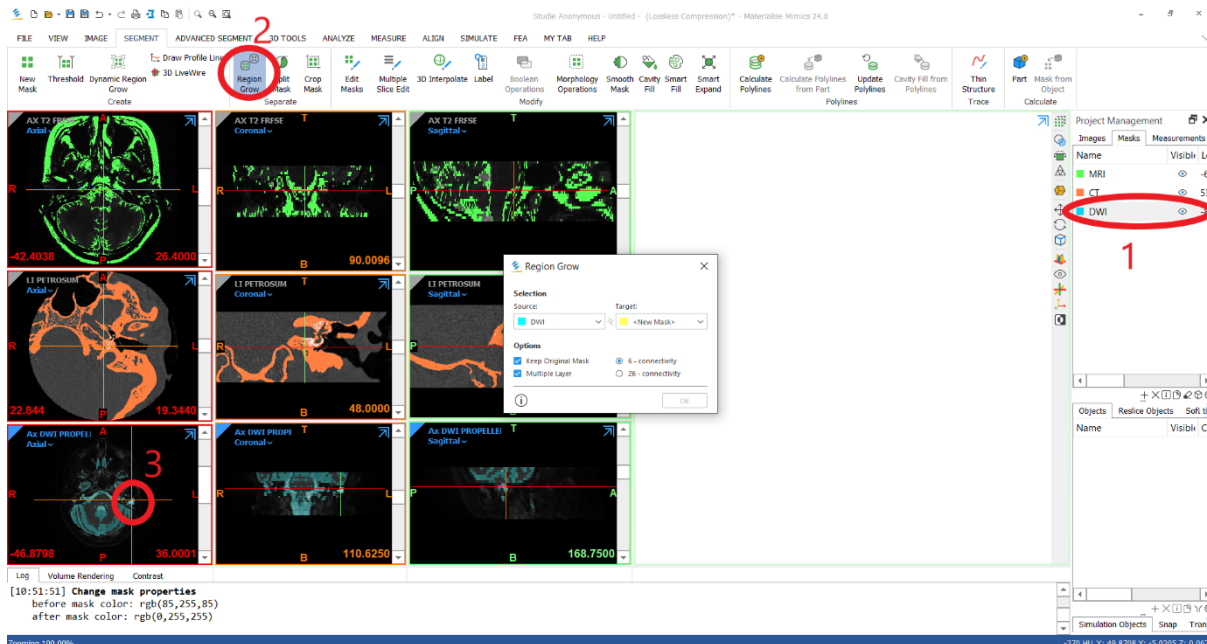 Studie Anonymous - Untitled - (Lossless Compression)* - Materialise Mimics 24.0
FILE VIEW IMAGE SEGMENT ADVANCED SEGMENT 3D TOOLS ANALYZE MEASURE ALIGN SIMULATE FEA MY TAB HELP
2
New Mask
Threshold
Dynamic Region Grow
Draw Profile Line
3D LiveWire
Create
Region Grow
Split Mask
Crop Mask
Separate
Edit Masks
Multiple Slice Edit
3D Interpolate
Label
Boolean Operations
Morphology Operations
Smooth Mask
Cavity Fill
Smart Fill
Smart Expand
Modify
Calculate Polylines
Calculate Polylines from Part
Update Polylines
Cavity Fill from Polylines
Polylines
Thin Structure
Trace
Part
Mask from Object
Calculate
AX T2 FRFSE
Axial
A
R
L
-42.4038
26.4000
AX T2 FRFSE
Coronal
T
R
L
B
90.0096
AX T2 FRFSE
Sagittal
T
P
A
LI PETROSUM
Axial
A
R
L
22.844
P
19.3440
LI PETROSUM
Coronal
T
R
L
B
48.0000
LI PETROSUM
Sagittal
P
Ax DWI PROPELL
Axial
A
3
R
L
-46.8798
P
36.0001
Ax DWI PROPE
Coronal
T
R
L
B
110.6250
Ax DWI PROPELLER
Sagittal
T
P
A
B
168.7500
Region Grow
Selection
Source:
Target:
DWI
<New Mask>
Options
Keep Original Mask
6 - connectivity
Multiple Layer
26 - connectivity
OK
Project Management
Images Masks Measurements
Name Visible
MRI
CT
DWI
1
Objects Reslice Objects
Name Visible
Simulation Objects Snap
Log Volume Rendering Contrast
[10:51:51] Change mask properties
before mask color: rgb(85,255,85)
after mask color: rgb(0,255,255)
Zooming 100.00%